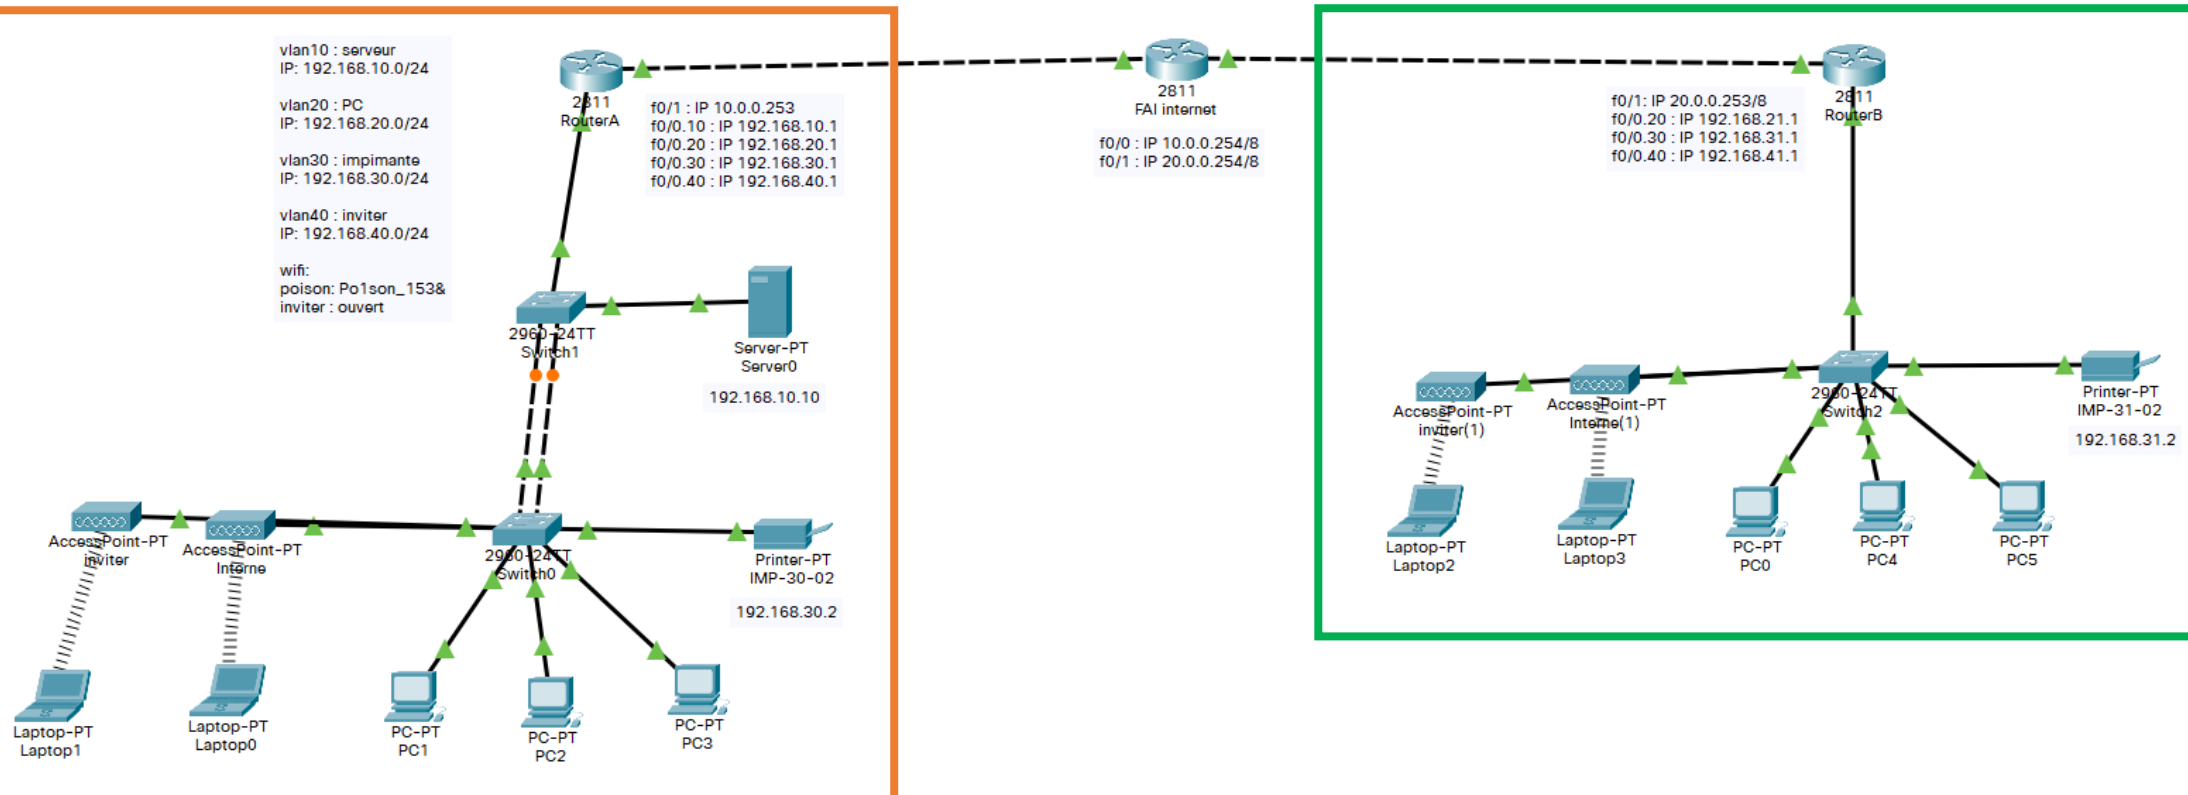 vlan10 : serveur
IP: 192.168.10.0/24
vlan20 : PC
IP: 192.168.20.0/24
vlan30 : impimante
IP: 192.168.30.0/24
vlan40 : inviter
IP: 192.168.40.0/24
wifi:
poison: Po1son_153&
inviter : ouvert
2811
RouterA
f0/1 : IP 10.0.0.253
f0/0.10 : IP 192.168.10.1
f0/0.20 : IP 192.168.20.1
f0/0.30 : IP 192.168.30.1
f0/0.40 : IP 192.168.40.1
2811
FAI internet
f0/0 : IP 10.0.0.254/8
f0/1 : IP 20.0.0.254/8
f0/1: IP 20.0.0.253/8
f0/0.20 : IP 192.168.21.1
f0/0.30 : IP 192.168.31.1
f0/0.40 : IP 192.168.41.1
2811
RouterB
2960-24TT
Switch1
Server-PT
Server0
192.168.10.10
AccessPoint-PT
inviter
AccessPoint-PT
Interne
2960-24TT
Switch0
Printer-PT
IMP-30-02
192.168.30.2
Laptop-PT
Laptop1
Laptop-PT
Laptop0
PC-PT
PC1
PC-PT
PC2
PC-PT
PC3
AccessPoint-PT
inviter(1)
AccessPoint-PT
Interne(1)
2960-24TT
Switch2
Printer-PT
IMP-31-02
192.168.31.2
Laptop-PT
Laptop2
Laptop-PT
Laptop3
PC-PT
PC0
PC-PT
PC4
PC-PT
PC5